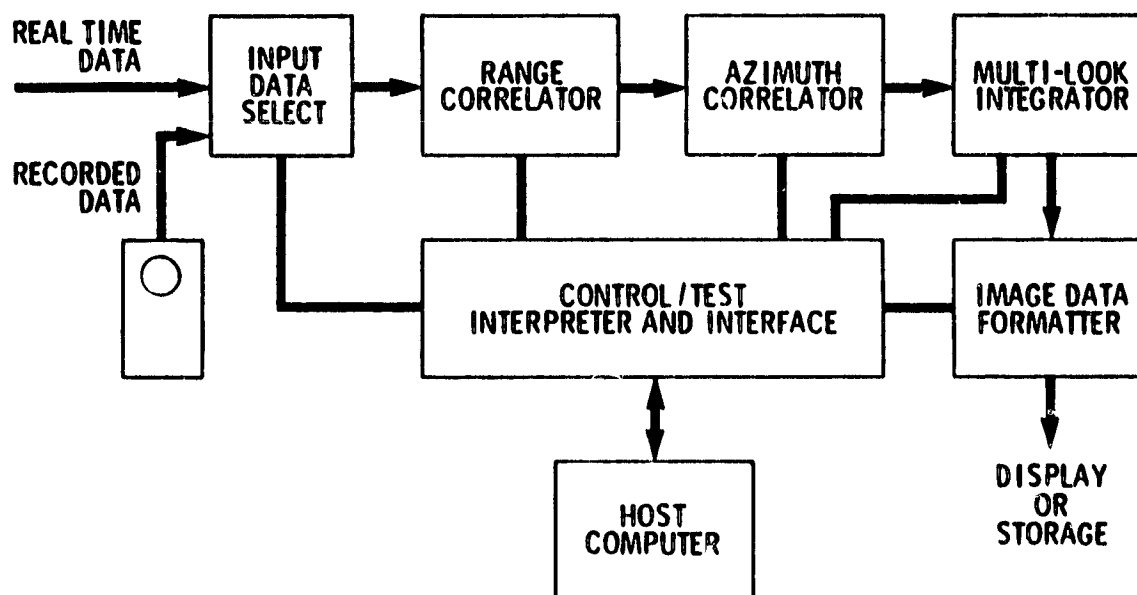 REAL TIME
DATA
INPUT
DATA
SELECT
RANGE
CORRELATOR
AZIMUTH
CORRELATOR
MULTI-LOOK
INTEGRATOR
RECORDED
DATA
CONTROL/TEST
INTERPRETER AND INTERFACE
IMAGE DATA
FORMATTER
HOST
COMPUTER
DISPLAY
OR
STORAGE